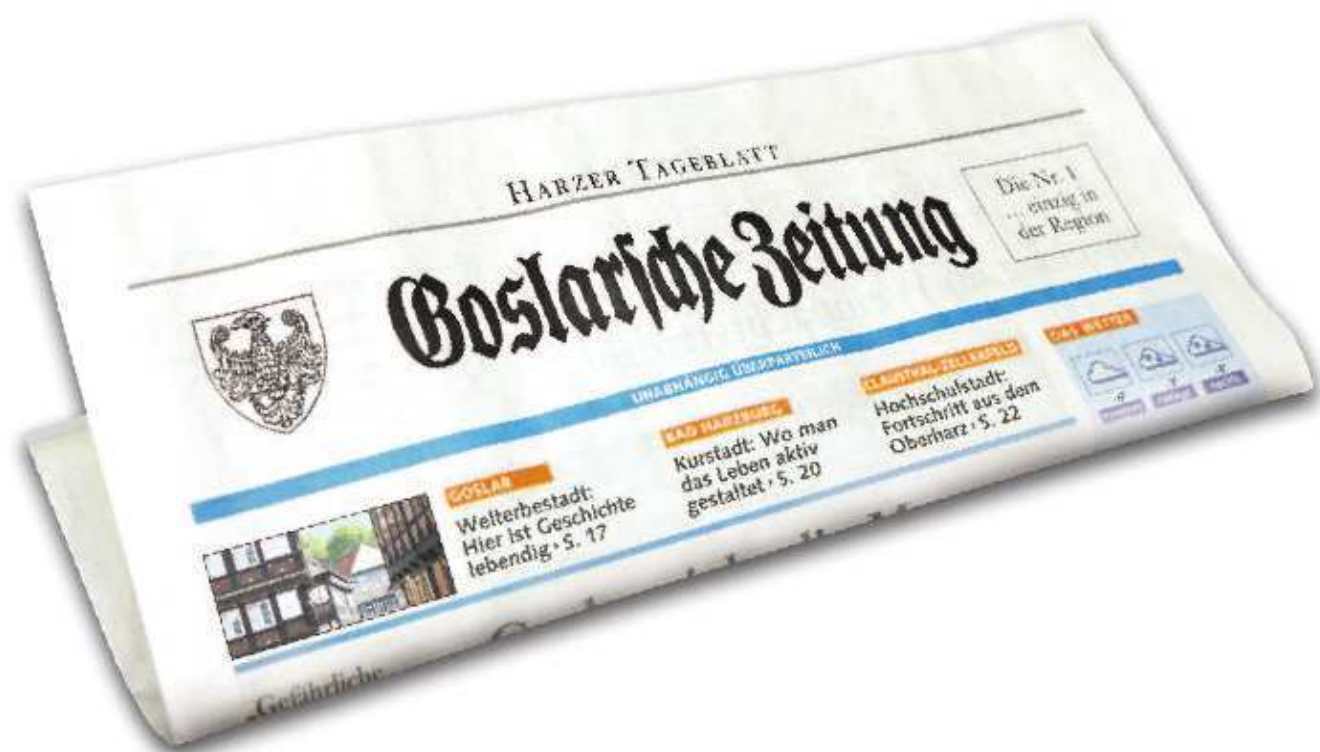 HARZER TAGEBLATT
Goslarsche Zeitung
Die Nr. 1
... einzig in
der Region
UNABHÄNGIG ÜBERPARTEILICH
GOSLAR
Welterbestadt:
Hier ist Geschichte
lebendig › S. 17
BAD HARZBURG
Kurstadt: Wo man
das Leben aktiv
gestaltet › S. 20
CLAUSTHAL-ZELLERFELD
Hochschulstadt:
Fortschritt aus dem
Oberharz › S. 22
DAS WETTER
„Gefährliche